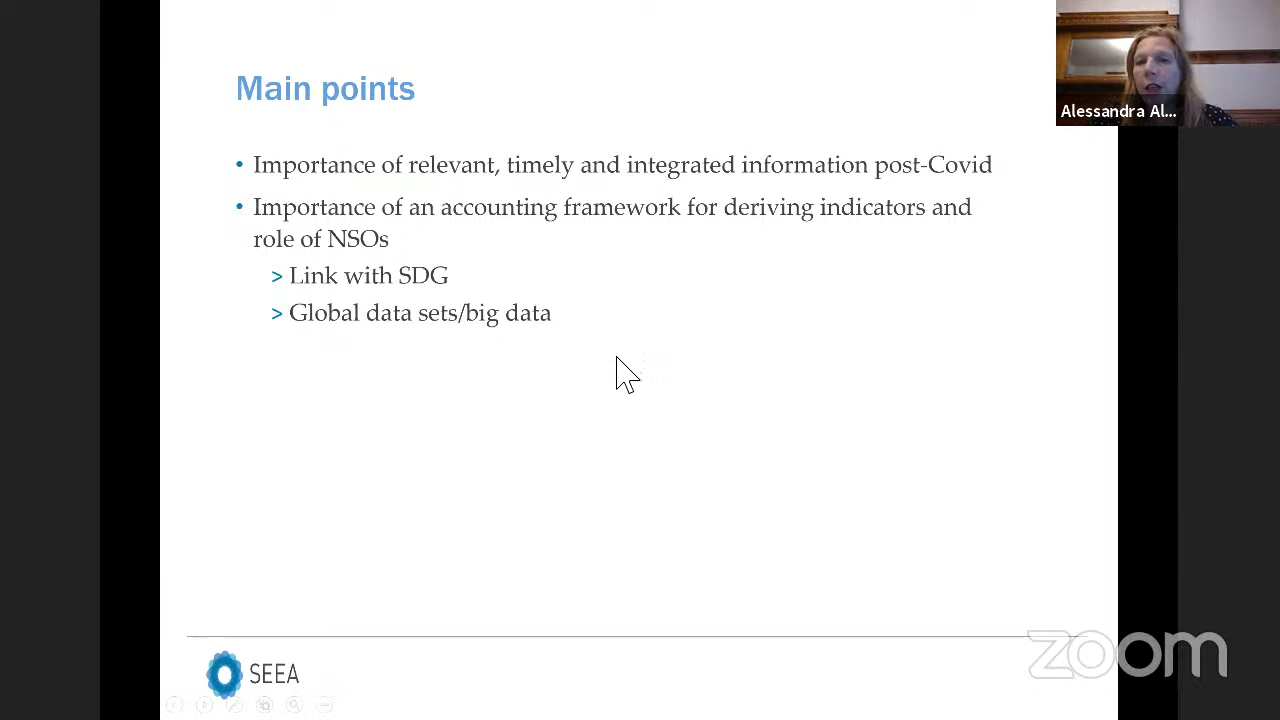 Main points
Alessandra Al...
• Importance of relevant, timely and integrated information post-Covid
• Importance of an accounting framework for deriving indicators and
role of NSOs
> Link with SDG
> Global data sets/big data
SEEA
zoom